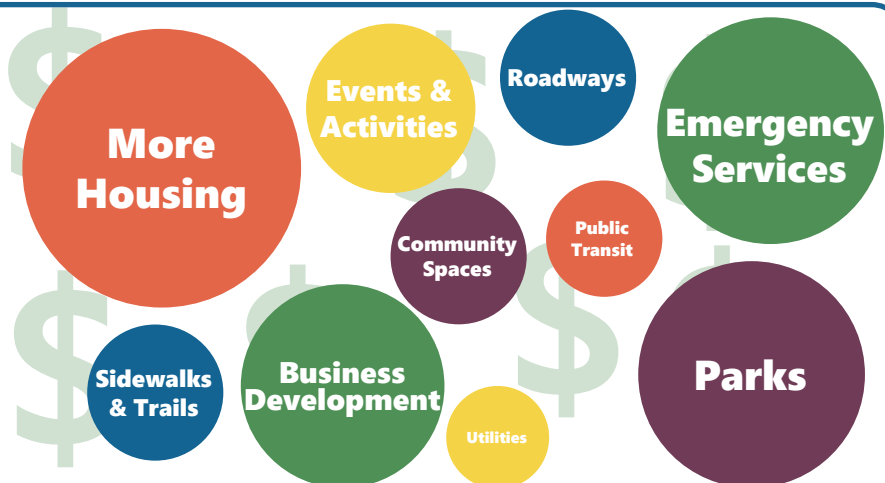 More
Housing
Events &
Activities
Roadways
Emergency
Services
Community
Spaces
Public
Transit
Sidewalks
& Trails
Business
Development
Utilities
Parks